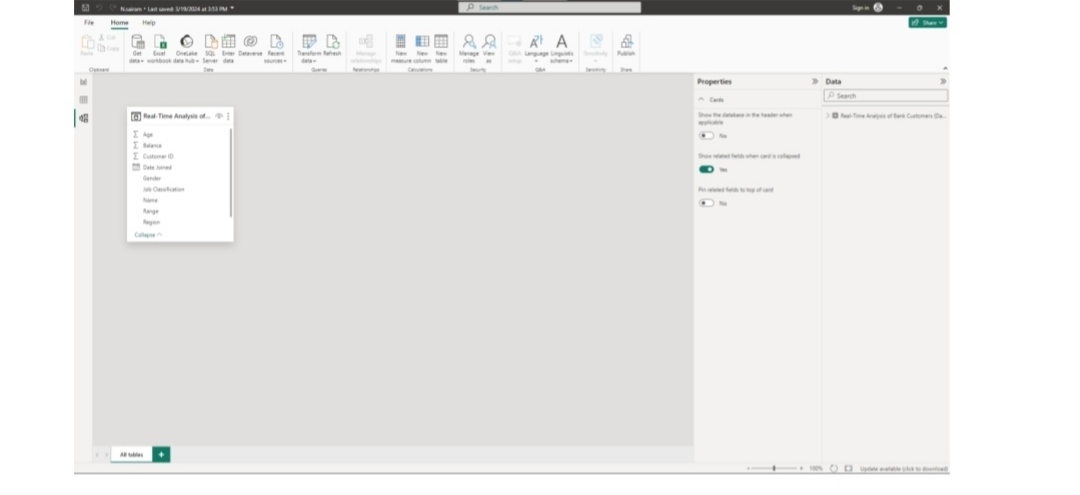 N.sairam • Last saved: 3/19/2024 at 3:53 PM
Search
Sign in
File Home Help
Share
Paste
Cut
Copy
Get data
Excel workbook
OneLake data hub
SQL Server
Enter data
Dataverse
Recent sources
Transform data
Refresh
Manage relationships
New measure
New column
New table
Manage roles
View as
Q&A setup
Language
Linguistic schema
Sensitivity
Publish
Clipboard
Data
Queries
Relationships
Calculations
Security
Q&A
Sensitivity
Share
Real-Time Analysis of...
Age
Balance
Customer ID
Date Joined
Gender
Job Classification
Name
Range
Region
Collapse
Properties
Cards
Show the database in the header when
applicable
No
Show related fields when card is collapsed
Yes
Pin related fields to top of card
No
Data
Search
Real-Time Analysis of Bank Customers (Da...
All tables
+
100%
Update available (click to download)